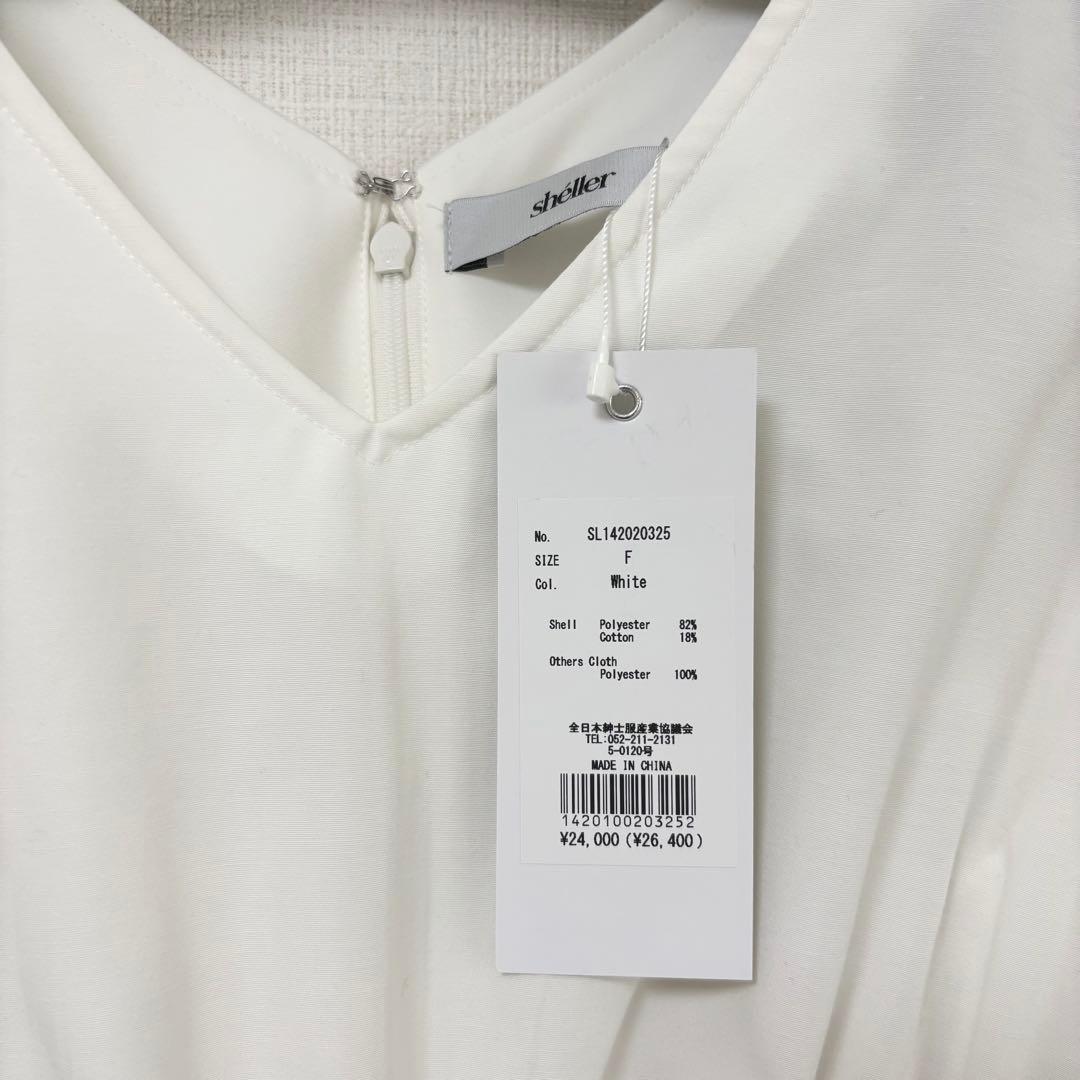 shéller
No. SL142020325
SIZE F
Col. White
Shell Polyester 82%
Cotton 18%
Others Cloth
Polyester 100%
全日本紳士服産業協議会
TEL:052-211-2131
5-0120号
MADE IN CHINA
1420100203252
¥24,000 (¥26,400)